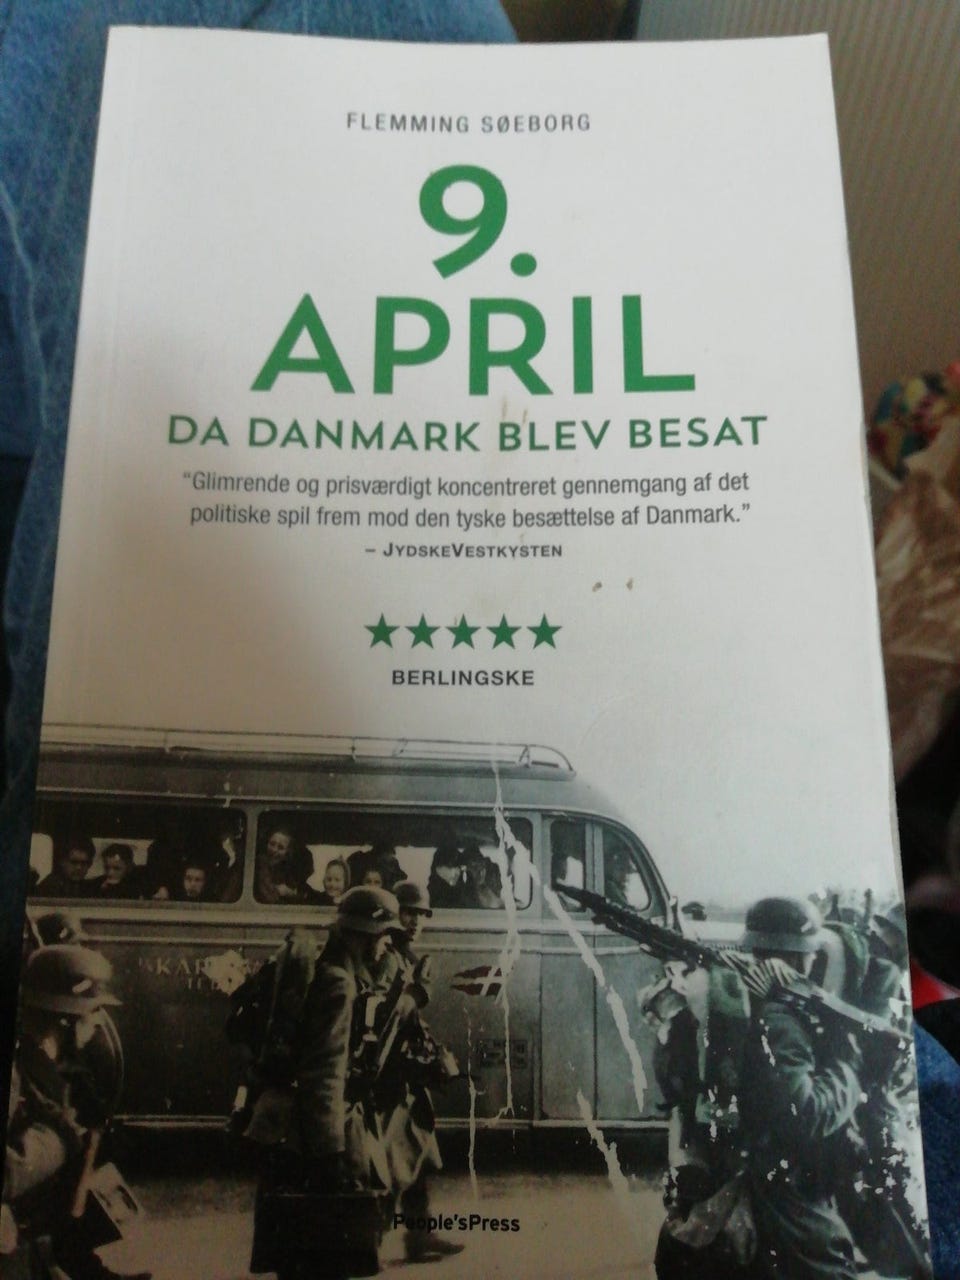 FLEMMING SØEBORG
9.
APRIL
DA DANMARK BLEV BESAT
“Glimrende og prisværdigt koncentreret gennemgang af det
politiske spil frem mod den tyske besættelse af Danmark.”
– JYDSKEVESTKYSTEN
BERLINGSKE
People'sPress